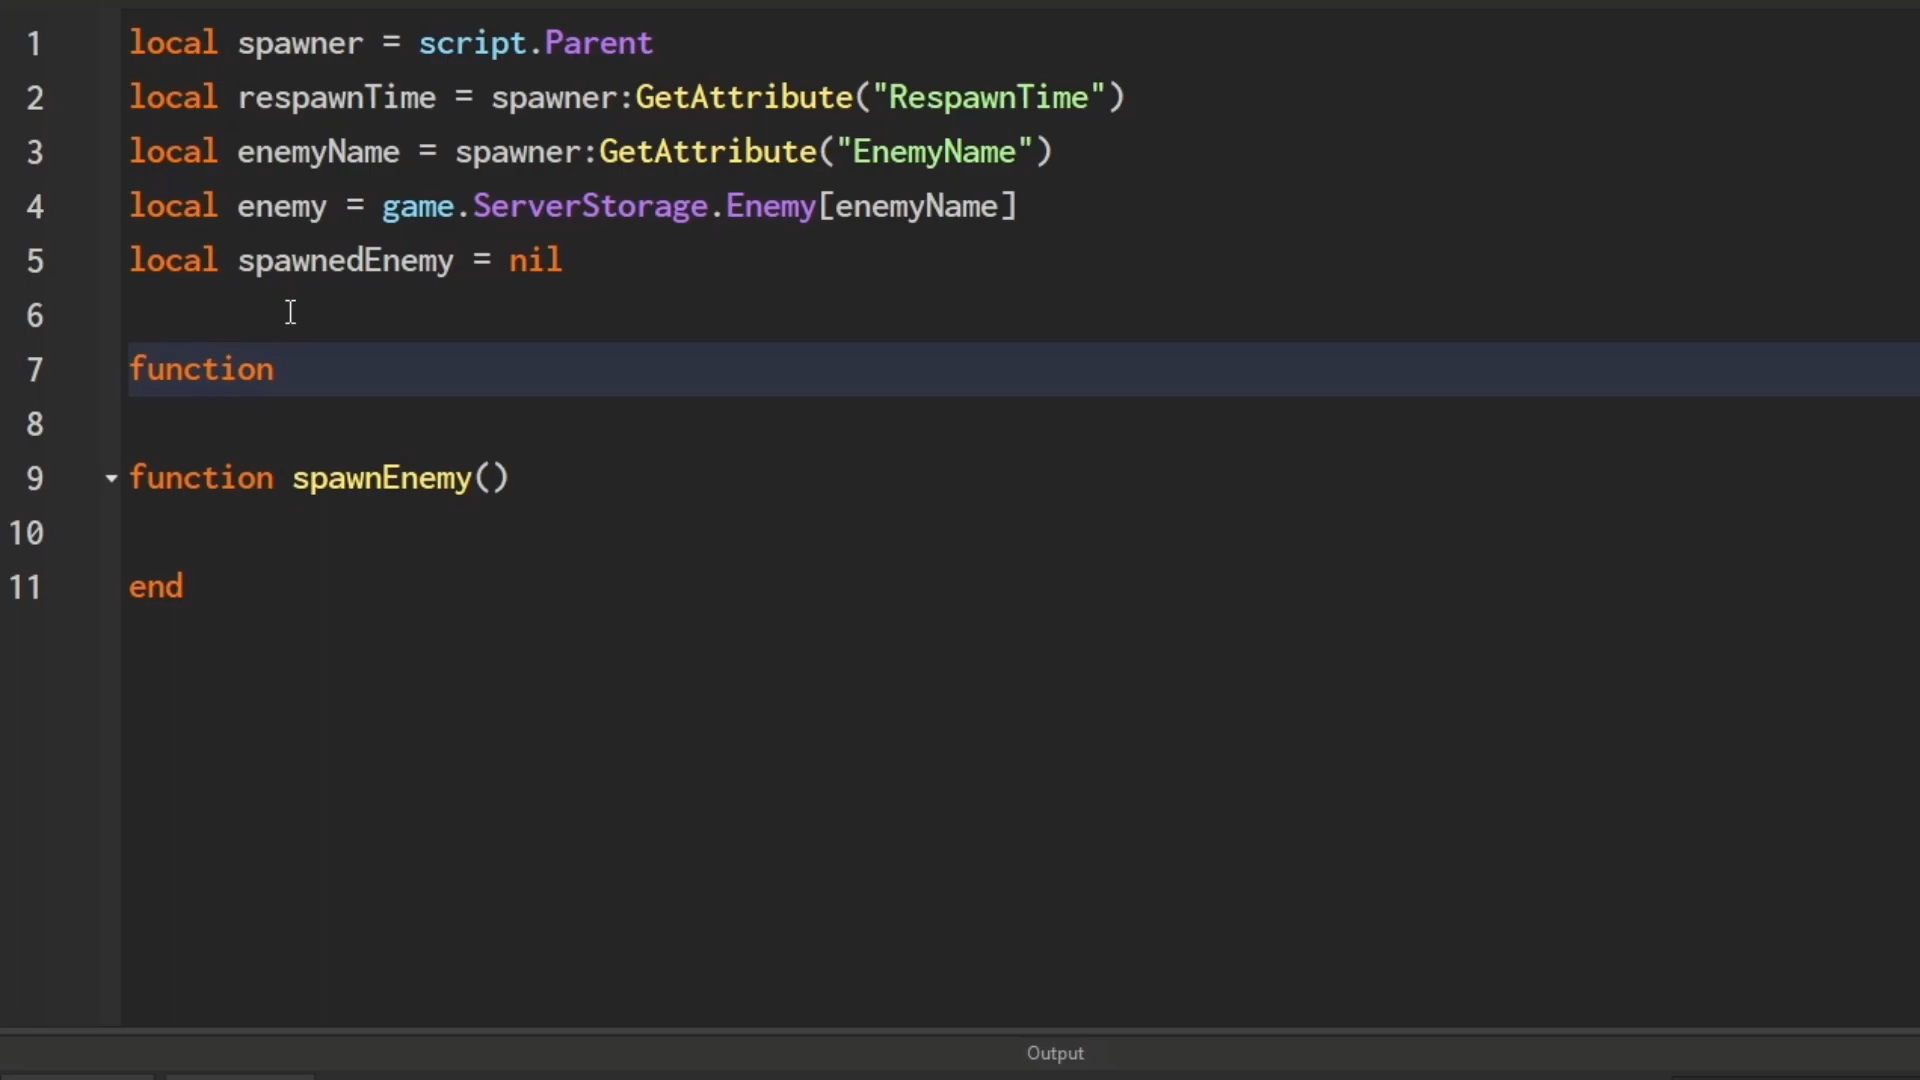 1 local spawner = script.Parent
2 local respawnTime = spawner:GetAttribute("RespawnTime")
3 local enemyName = spawner:GetAttribute("EnemyName")
4 local enemy = game.ServerStorage.Enemy[enemyName]
5 local spawnedEnemy = nil
6
7 function
8
9 function spawnEnemy()
10
11 end
Output